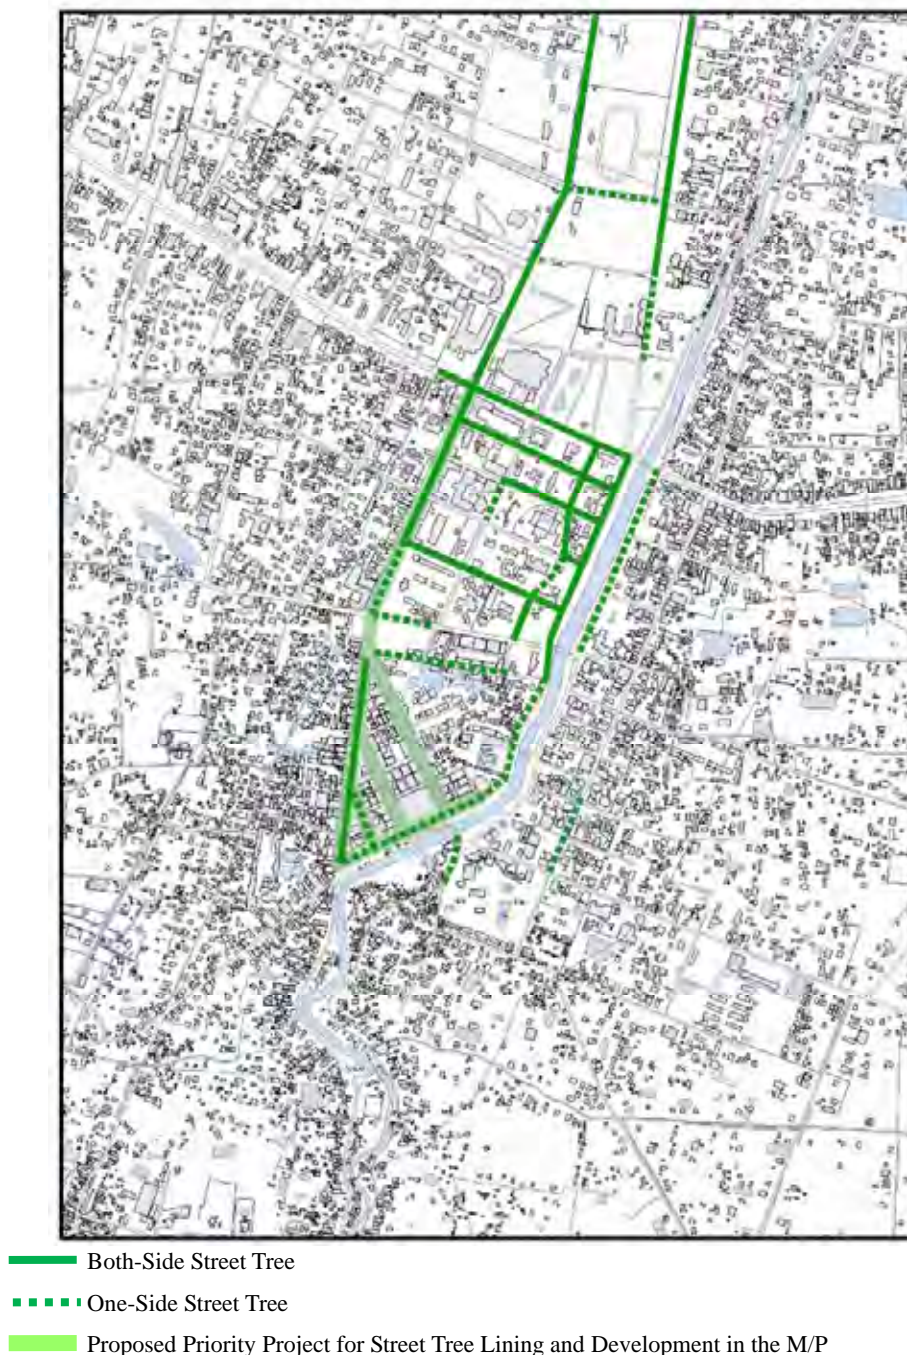 Both-Side Street Tree
One-Side Street Tree
Proposed Priority Project for Street Tree Lining and Development in the M/P